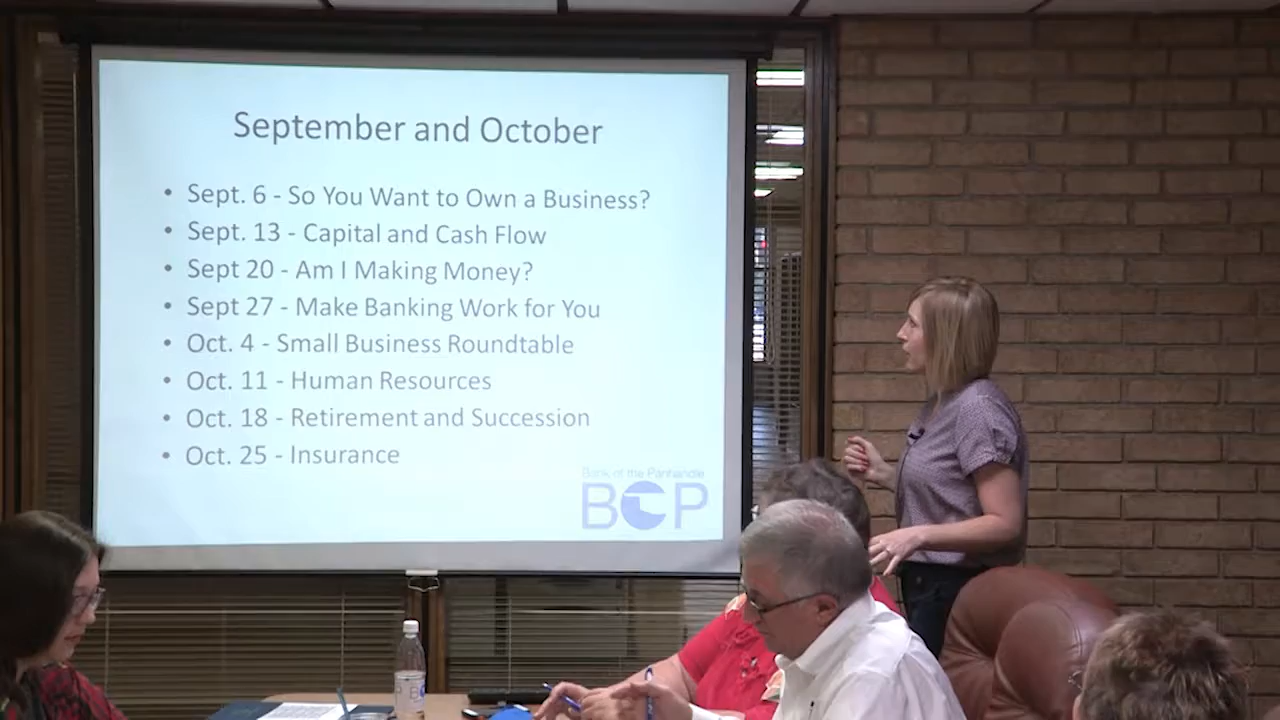 September and October
• Sept. 6 - So You Want to Own a Business?
• Sept. 13 - Capital and Cash Flow
• Sept 20 - Am I Making Money?
• Sept 27 - Make Banking Work for You
• Oct. 4 - Small Business Roundtable
• Oct. 11 - Human Resources
• Oct. 18 - Retirement and Succession
• Oct. 25 - Insurance
Bank of the Panhandle
BOP